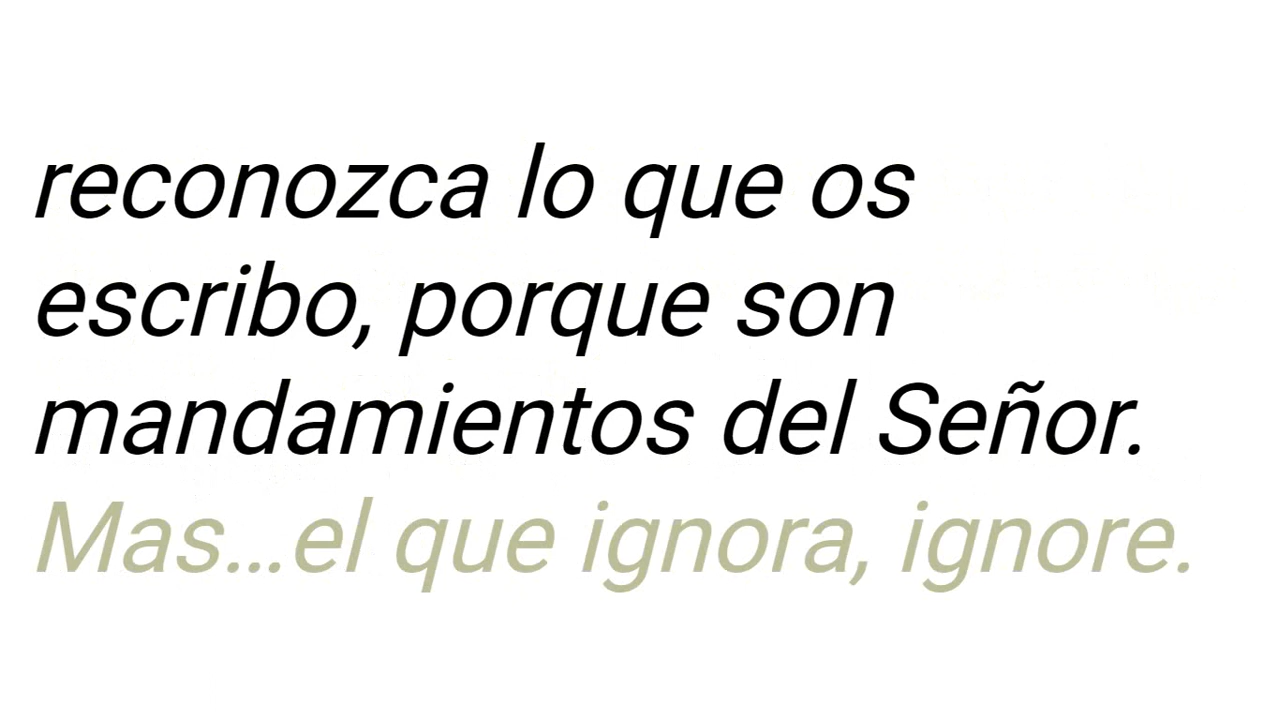 reconozca lo que os
escribo, porque son
mandamientos del Señor.
Mas...el que ignora, ignore.